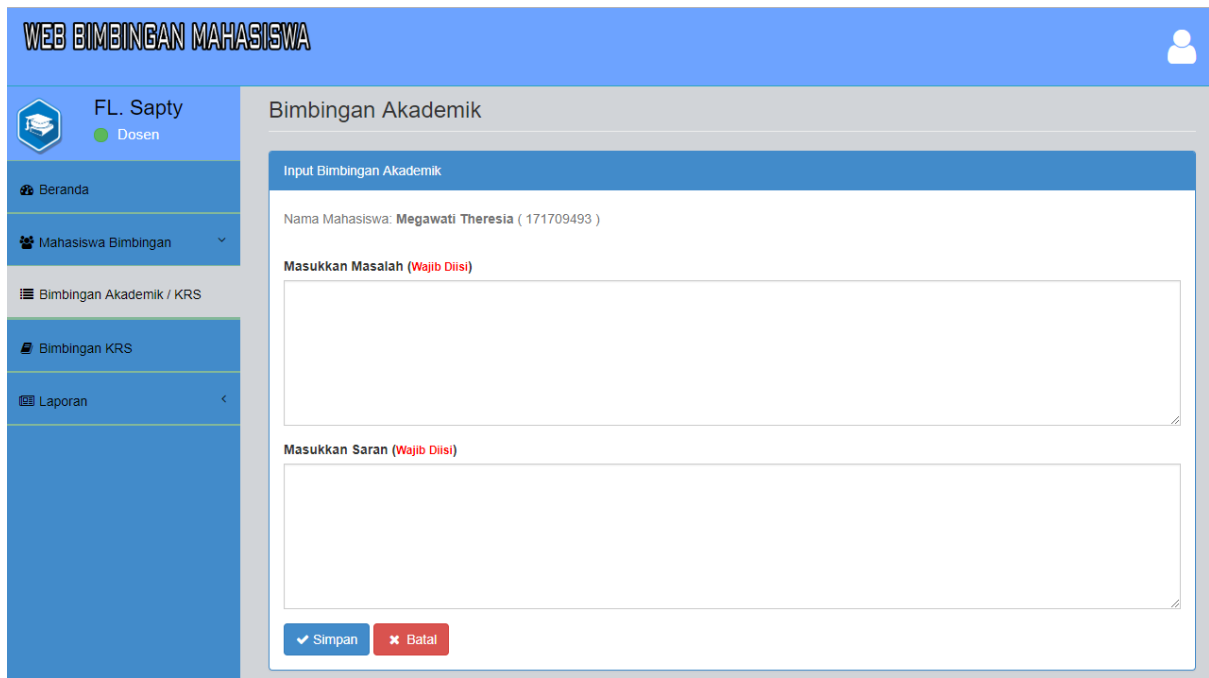 WEB BIMBINGAN MAHASISWA
FL. Sapty
Dosen
Beranda
Mahasiswa Bimbingan
Bimbingan Akademik / KRS
Bimbingan KRS
Laporan
Bimbingan Akademik
Input Bimbingan Akademik
Nama Mahasiswa: Megawati Theresia ( 171709493 )
Masukkan Masalah (Wajib Diisi)
Masukkan Saran (Wajib Diisi)
Simpan Batal